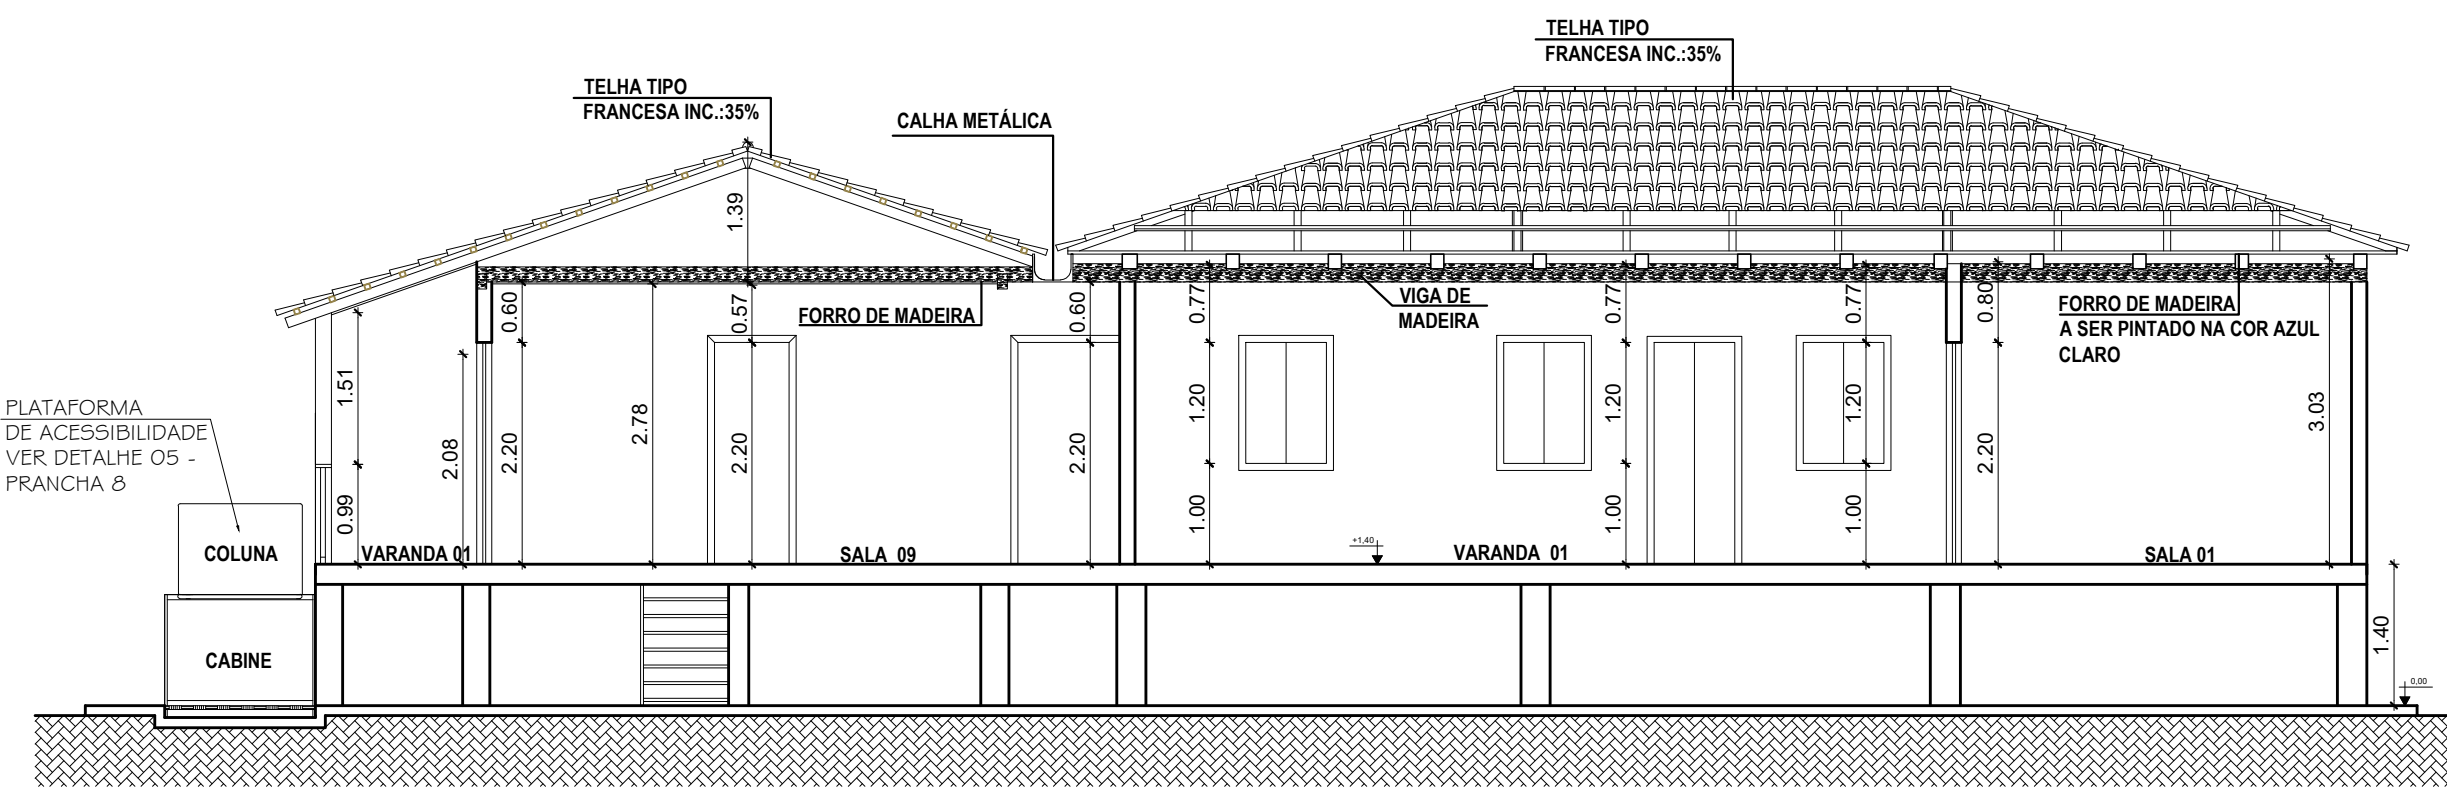 TELHA TIPO
FRANCESA INC.:35%
TELHA TIPO
FRANCESA INC.:35%
CALHA METÁLICA
1.39
0.60
0.57
FORRO DE MADEIRA
0.60
0.77
VIGA DE
MADEIRA
0.77
0.77
0.80
FORRO DE MADEIRA
A SER PINTADO NA COR AZUL
CLARO
PLATAFORMA
DE ACESSIBILIDADE
VER DETALHE 05 -
PRANCHA 8
1.51
2.08
2.20
2.78
2.20
2.20
1.20
1.20
1.20
2.20
3.03
0.99
1.00
1.00
1.00
COLUNA
VARANDA 01
SALA 09
+1,40
VARANDA 01
SALA 01
CABINE
1.40
0,00